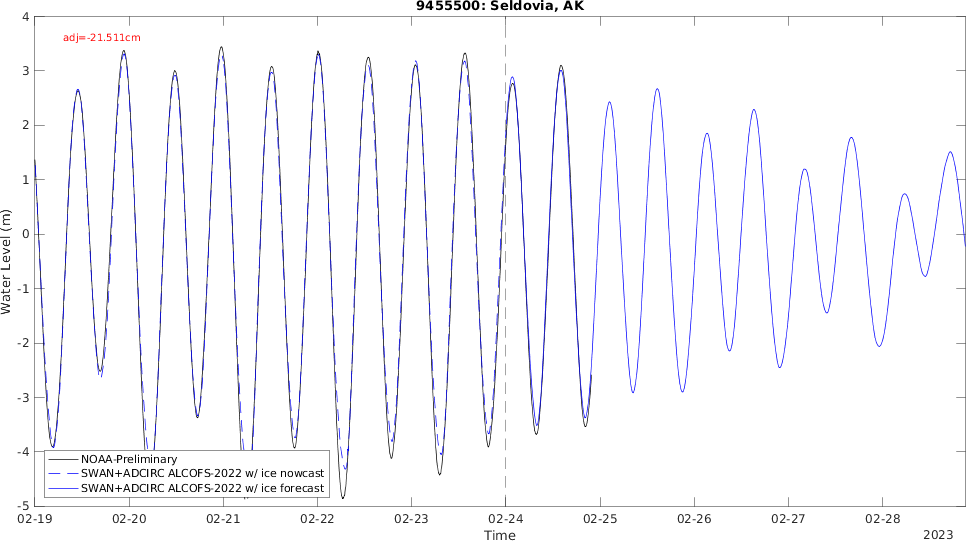 9455500: Seldovia, AK
adj=-21.511cm
Water Level (m)
4
3
2
1
0
-1
-2
-3
-4
-5
NOAA-Preliminary
SWAN+ADCIRC ALCOFS-2022 w/ ice nowcast
SWAN+ADCIRC ALCOFS-2022 w/ ice forecast
02-19 02-20 02-21 02-22 02-23 02-24 02-25 02-26 02-27 02-28
Time
2023